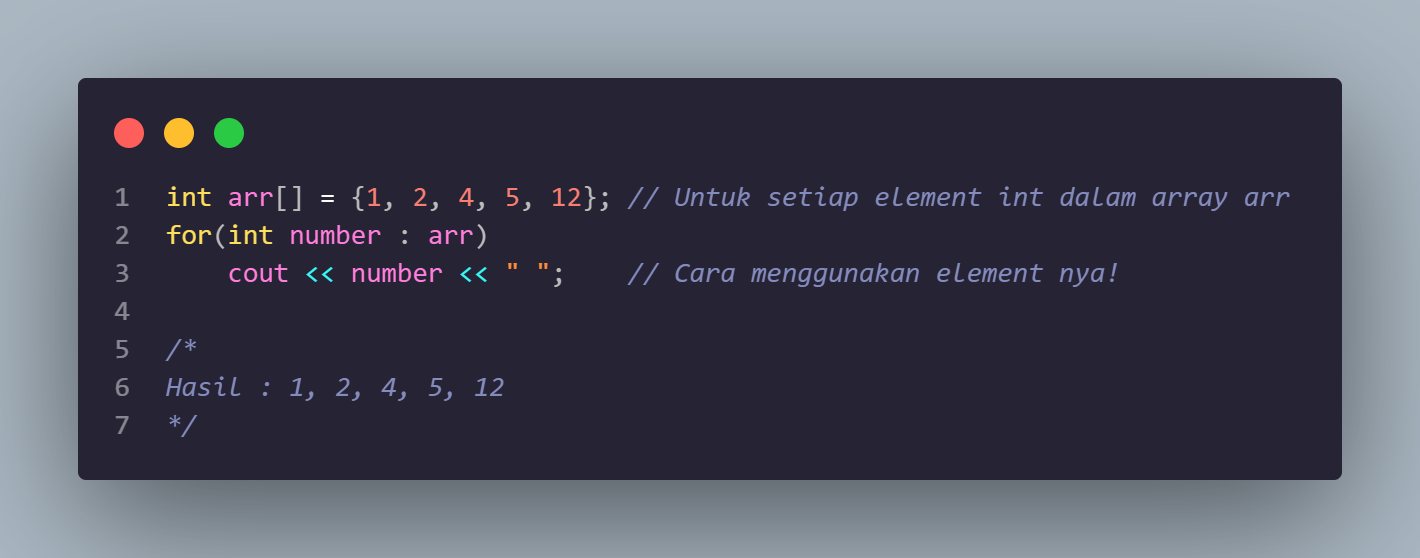 1 int arr[] = {1, 2, 4, 5, 12}; // Untuk setiap element int dalam array arr
2 for(int number : arr)
3     cout << number << " ";    // Cara menggunakan element nya!
4
5 /*
6 Hasil : 1, 2, 4, 5, 12
7 */